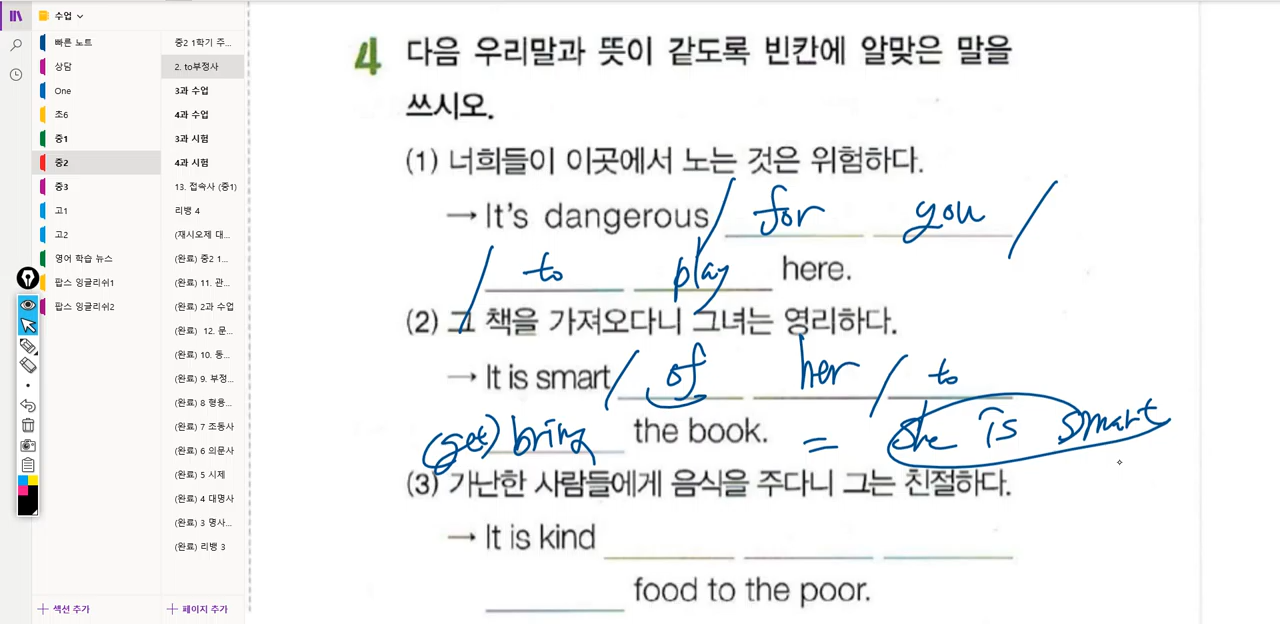 수업
빠른 노트
상담
One
초6
중1
중2
중3
고1
고2
영어 학습 뉴스
팝스 잉글리쉬1
팝스 잉글리쉬2
섹션 추가
중2 1학기 주...
2. to부정사
3과 수업
4과 수업
3과 시험
4과 시험
13. 접속사 (중1)
리뱅 4
(재시오제 대...
(완료) 중2 1...
(완료) 11. 관...
(완료) 2과 수업
(완료) 12. 문...
(완료) 10. 동...
(완료) 9. 부정...
(완료) 8 형용...
(완료) 7 조동사
(완료) 6 의문사
(완료) 5 시제
(완료) 4 대명사
(완료) 3 명사...
(완료) 리뱅 3
페이지 추가
4 다음 우리말과 뜻이 같도록 빈칸에 알맞은 말을
쓰시오.
(1) 너희들이 이곳에서 노는 것은 위험하다.
→ It's dangerous / for you /
/ to play here.
(2) 그 책을 가져오다니 그녀는 영리하다.
→ It is smart / of her / to
(get) bring the book. = she is smart
(3) 가난한 사람들에게 음식을 주다니 그는 친절하다.
→ It is kind
food to the poor.